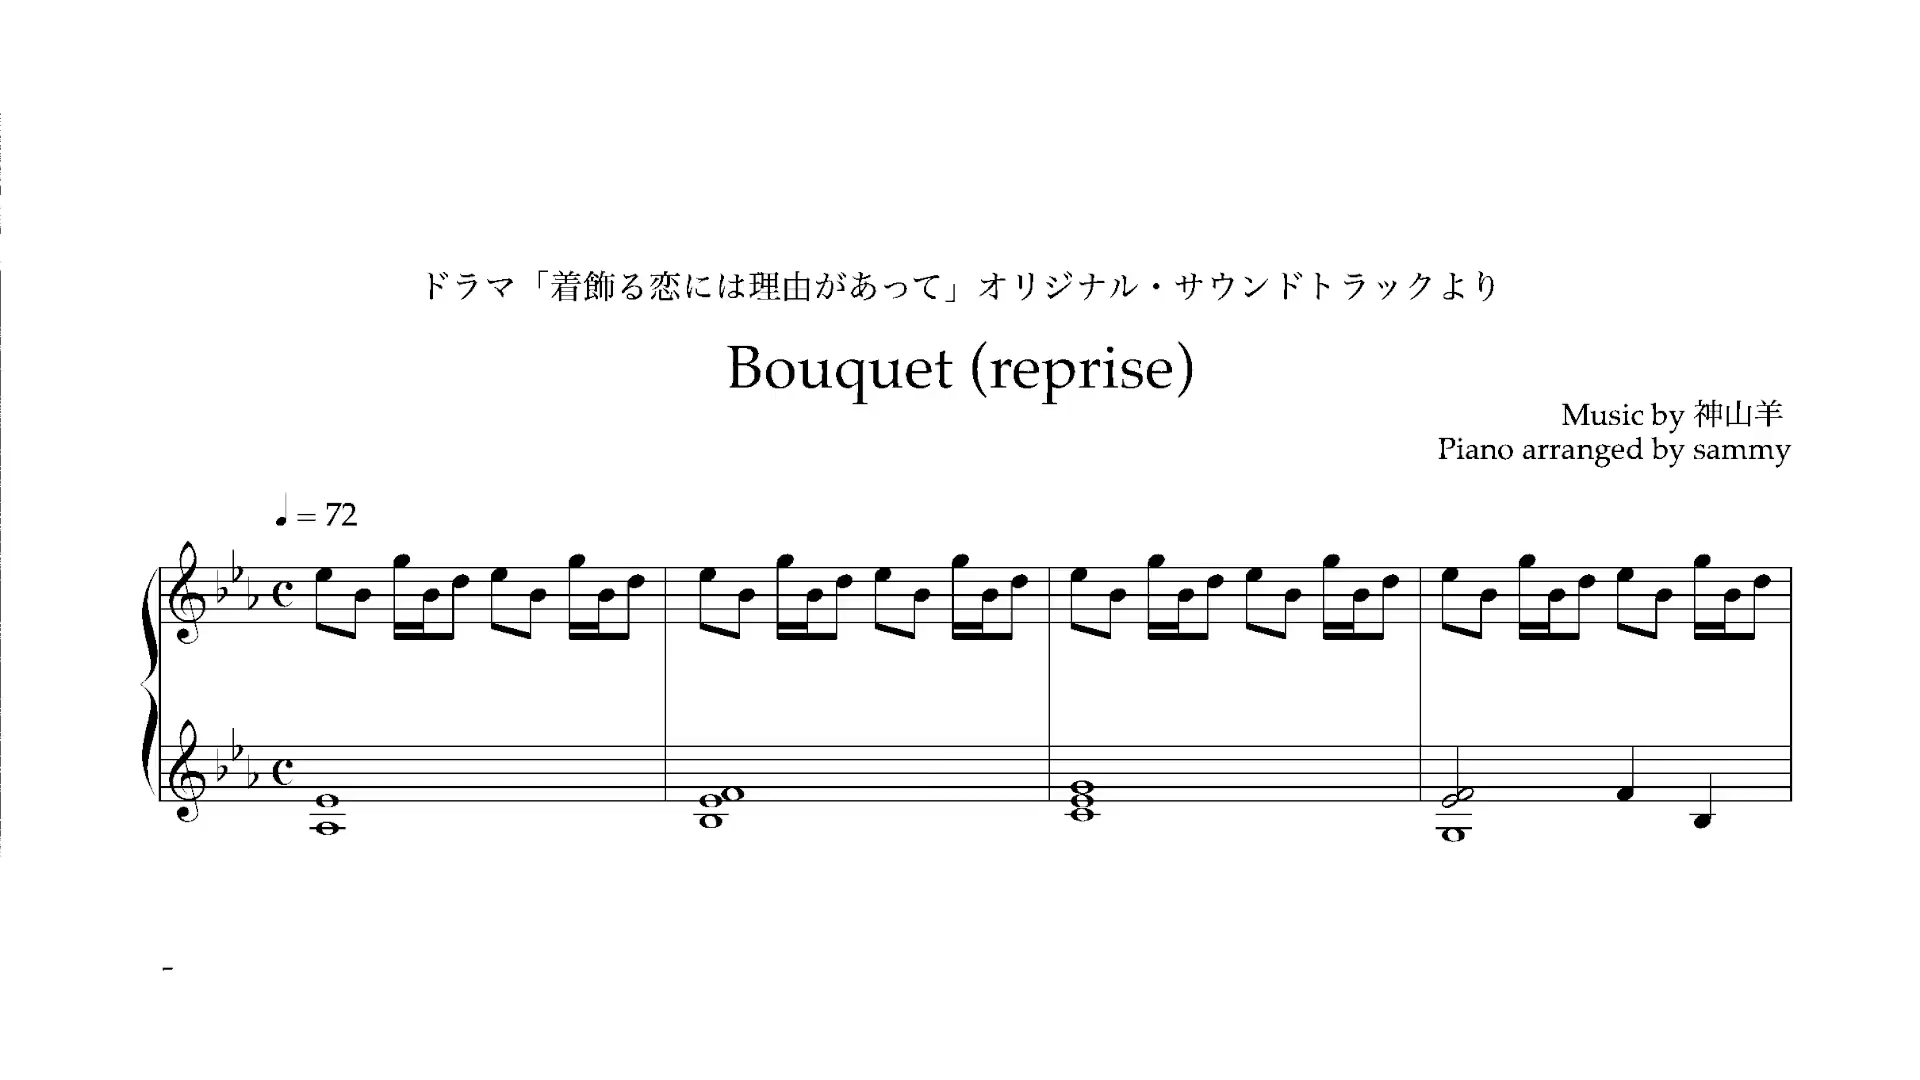 ドラマ「着飾る恋には理由があって」オリジナル・サウンドトラックより
Bouquet (reprise)
Music by 神山羊
Piano arranged by sammy
♩ = 72